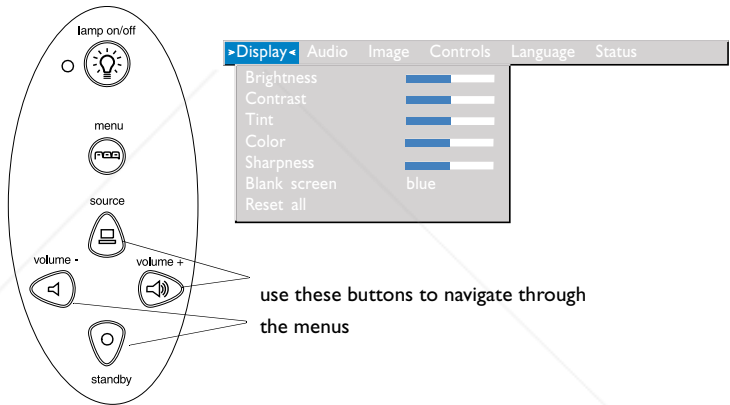 lamp on/off
menu
source
volume -
volume +
standby
Display Audio Image Controls Language Status
Brightness
Contrast
Tint
Color
Sharpness
Blank screen blue
Reset all
use these buttons to navigate through
the menus